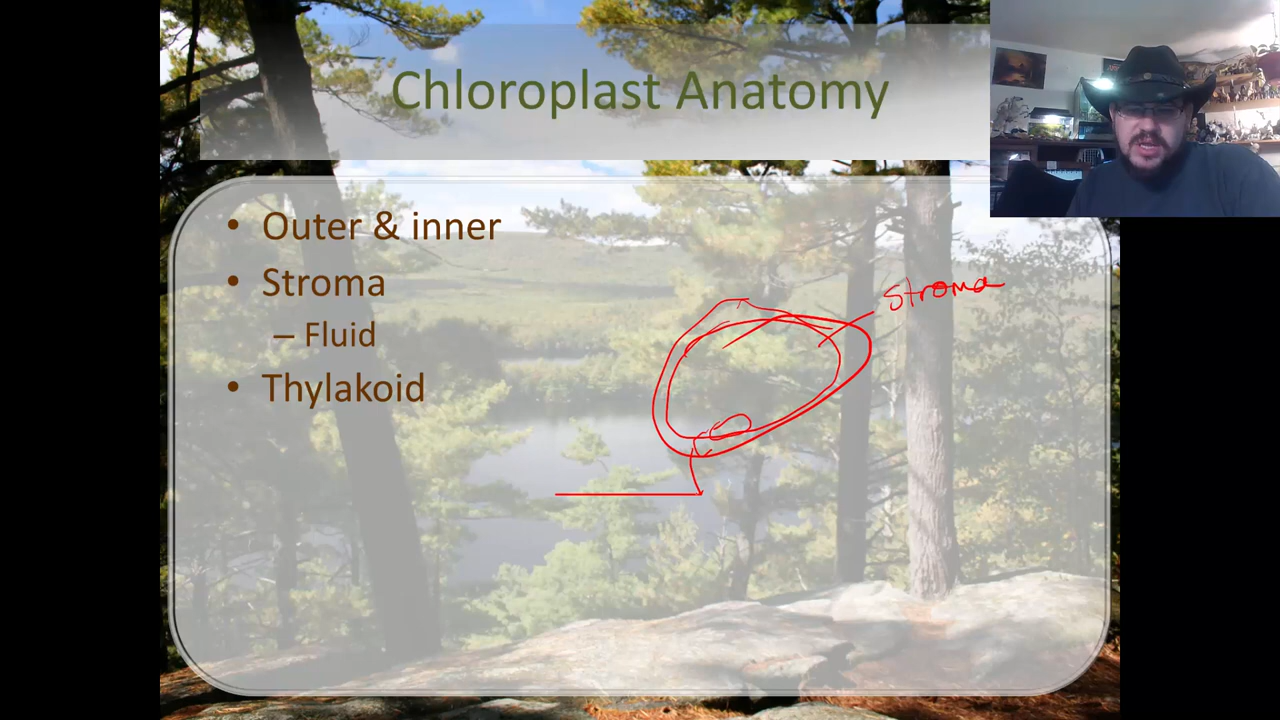 Chloroplast Anatomy
• Outer & inner
• Stroma
– Fluid
• Thylakoid
Stroma